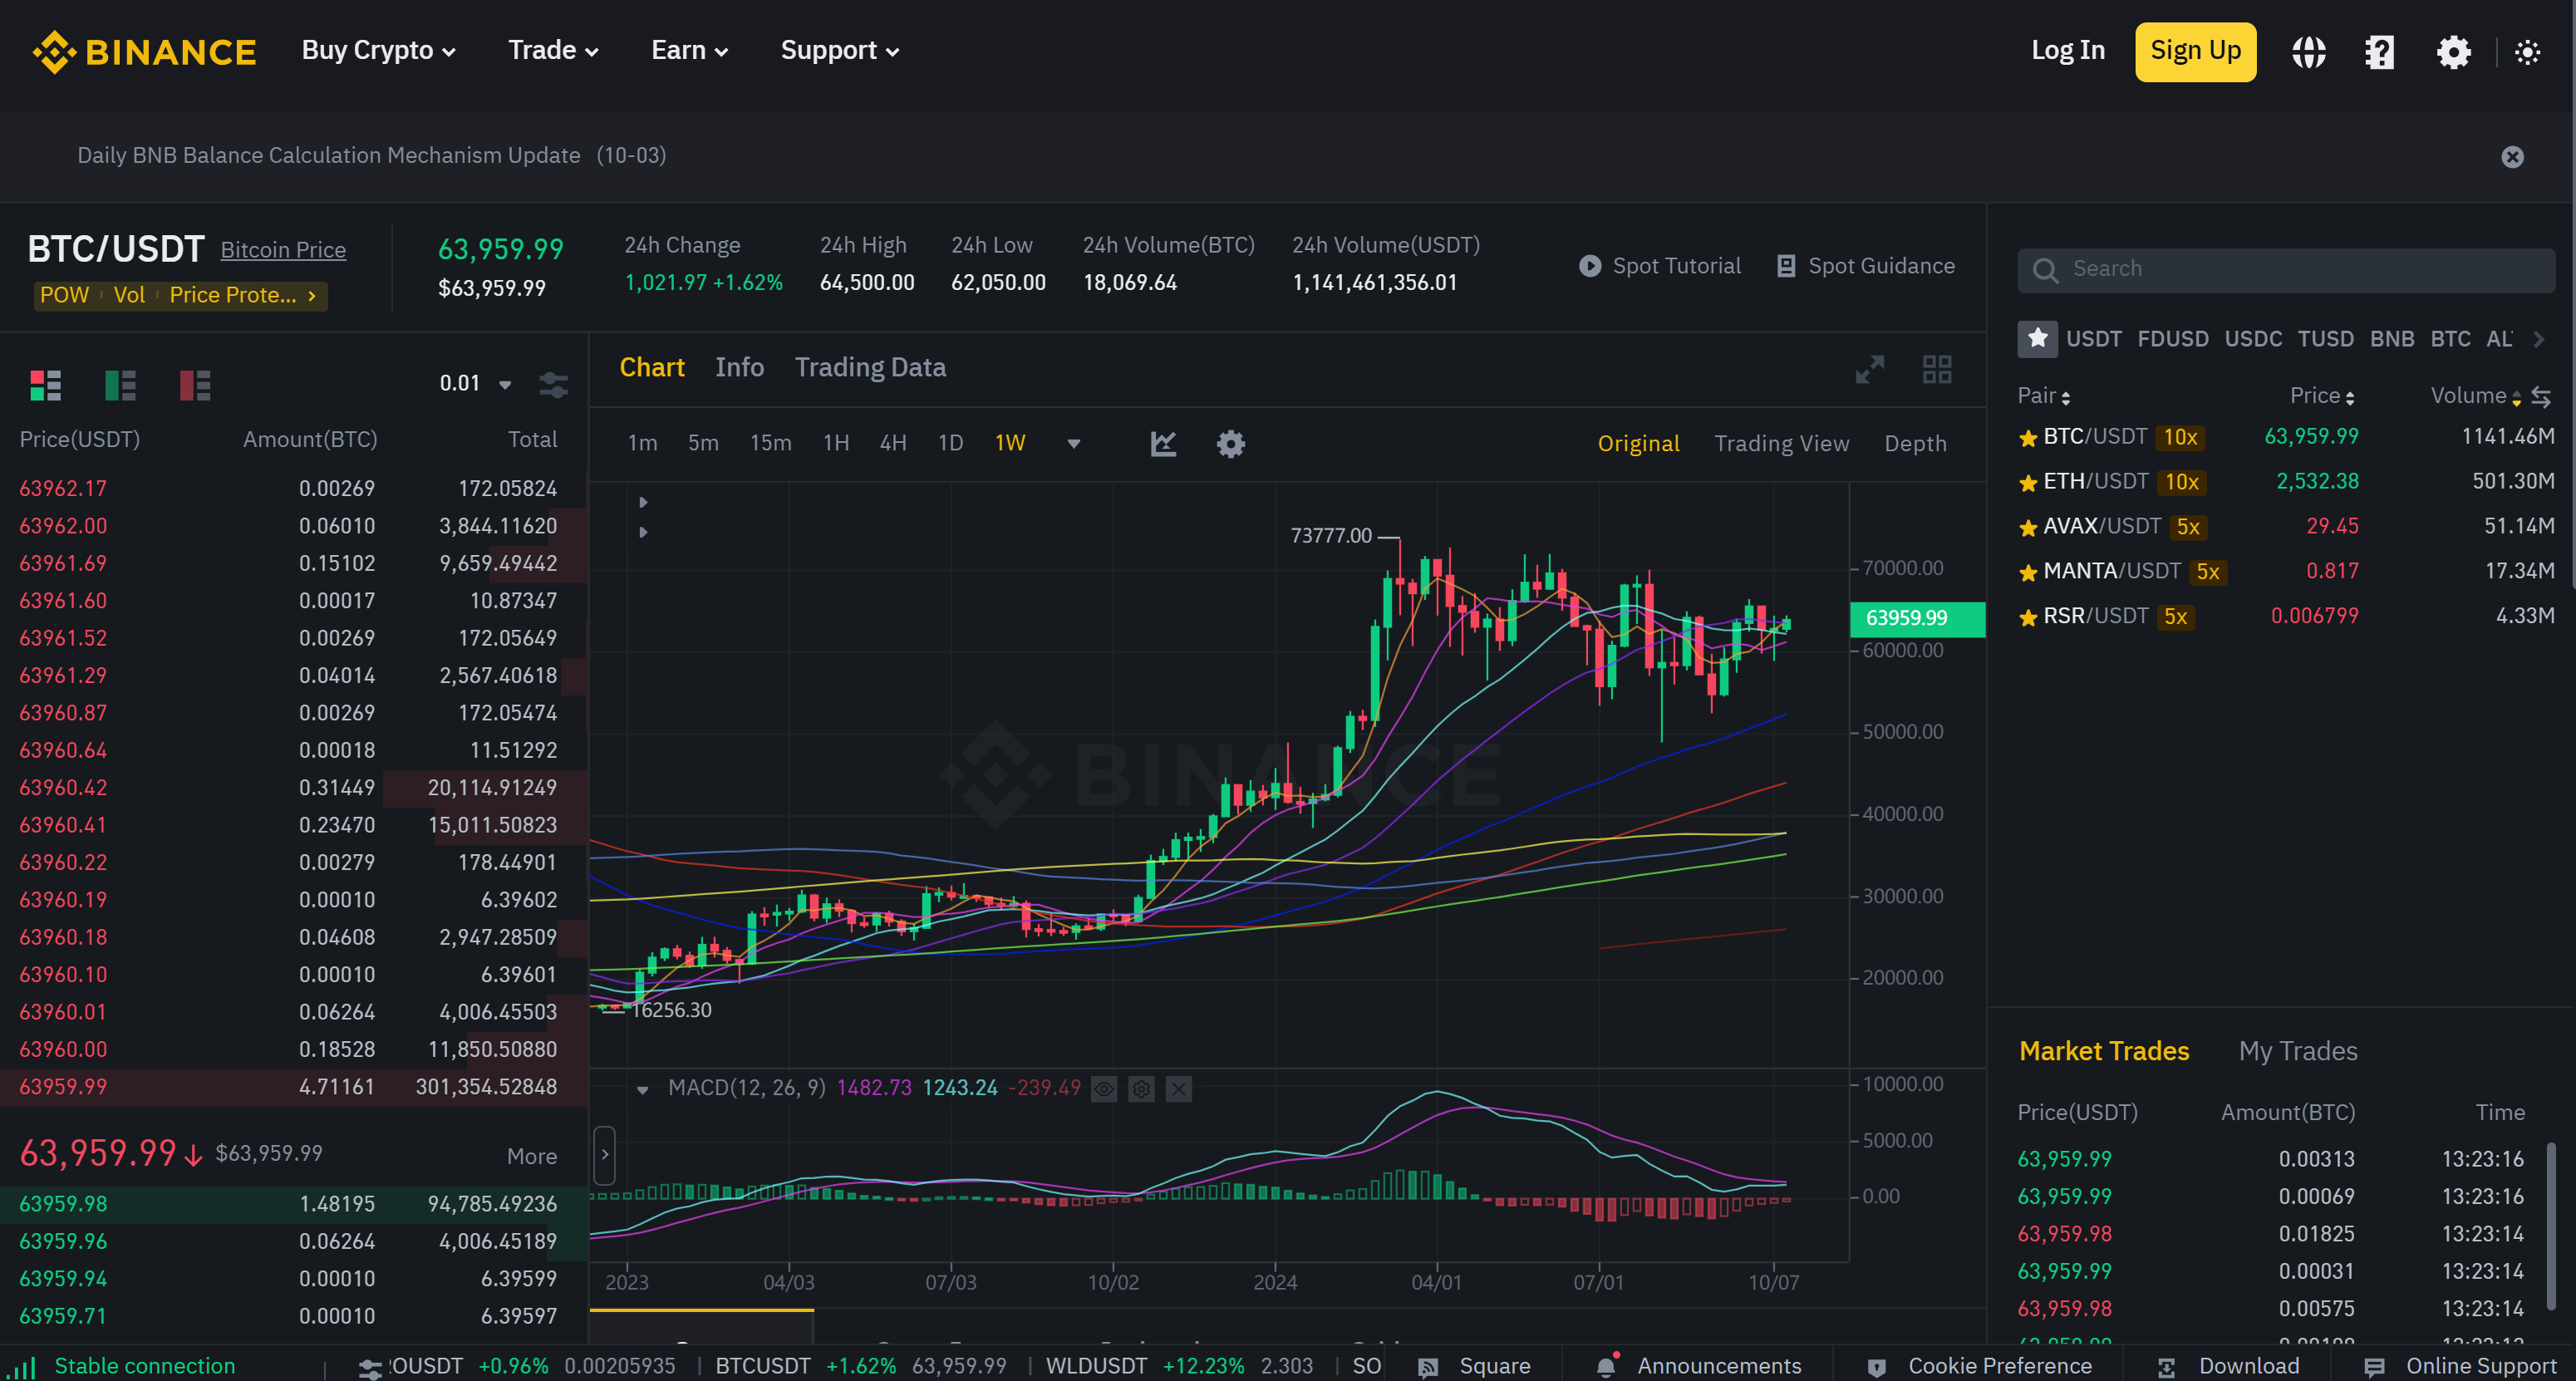 BINANCE
Buy Crypto
Trade
Earn
Support
Log In
Sign Up
Daily BNB Balance Calculation Mechanism Update (10-03)
BTC/USDT
Bitcoin Price
POW
Vol
Price Prote...
63,959.99
$63,959.99
24h Change
1,021.97 +1.62%
24h High
64,500.00
24h Low
62,050.00
24h Volume(BTC)
18,069.64
24h Volume(USDT)
1,141,461,356.01
Spot Tutorial
Spot Guidance
0.01
Price(USDT) Amount(BTC) Total
63962.17 0.00269 172.05824
63962.00 0.06010 3,844.11620
63961.69 0.15102 9,659.49442
63961.60 0.00017 10.87347
63961.52 0.00269 172.05649
63961.29 0.04014 2,567.40618
63960.87 0.00269 172.05474
63960.64 0.00018 11.51292
63960.42 0.31449 20,114.91249
63960.41 0.23470 15,011.50823
63960.22 0.00279 178.44901
63960.19 0.00010 6.39602
63960.18 0.04608 2,947.28509
63960.10 0.00010 6.39601
63960.01 0.06264 4,006.45503
63960.00 0.18528 11,850.50880
63959.99 4.71161 301,354.52848
63,959.99 $63,959.99 More
63959.98 1.48195 94,785.49236
63959.96 0.06264 4,006.45189
63959.94 0.00010 6.39599
63959.71 0.00010 6.39597
Chart Info Trading Data
1m 5m 15m 1H 4H 1D 1W
Original Trading View Depth
73777.00
16256.30
BINANCE
70000.00
63959.99
60000.00
50000.00
40000.00
30000.00
20000.00
MACD(12, 26, 9) 1482.73 1243.24 -239.49
10000.00
5000.00
0.00
2023 04/03 07/03 10/02 2024 04/01 07/01 10/07
Search
USDT FDUSD USDC TUSD BNB BTC
Pair Price Volume
BTC/USDT 10x 63,959.99 1141.46M
ETH/USDT 10x 2,532.38 501.30M
AVAX/USDT 5x 29.45 51.14M
MANTA/USDT 5x 0.817 17.34M
RSR/USDT 5x 0.006799 4.33M
Market Trades My Trades
Price(USDT) Amount(BTC) Time
63,959.99 0.00313 13:23:16
63,959.99 0.00069 13:23:16
63,959.98 0.01825 13:23:14
63,959.99 0.00031 13:23:14
63,959.98 0.00575 13:23:14
Stable connection
OUSDT +0.96% 0.00205935
BTCUSDT +1.62% 63,959.99
WLDUSDT +12.23% 2.303
SO
Square
Announcements
Cookie Preference
Download
Online Support